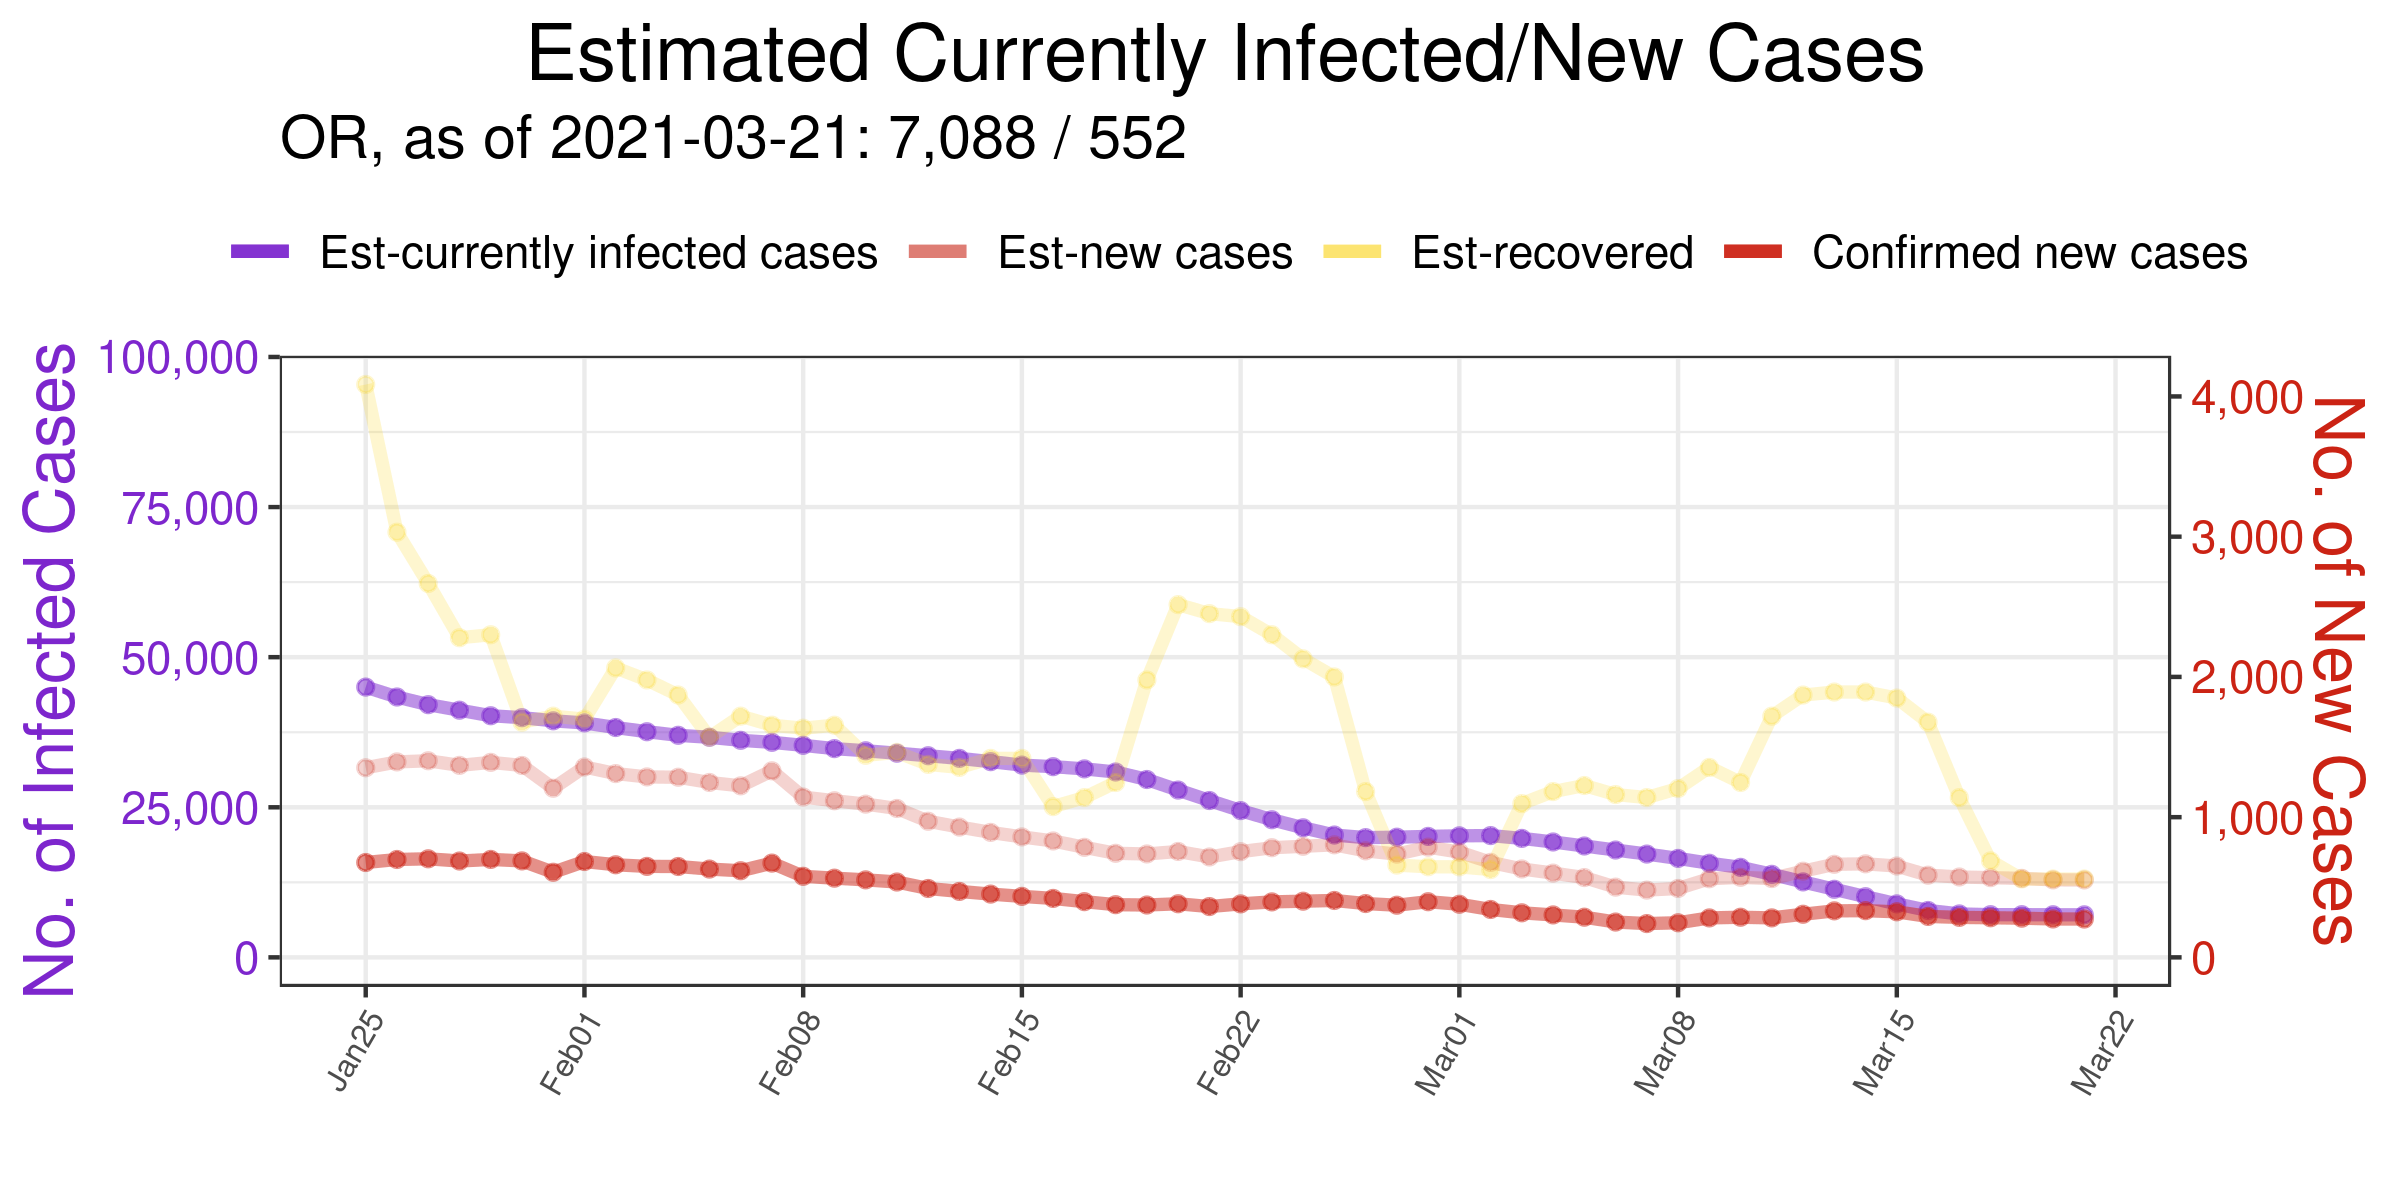 Estimated Currently Infected/New Cases
OR, as of 2021-03-21: 7,088 / 552
Est-currently infected cases Est-new cases Est-recovered Confirmed new cases
No. of Infected Cases
100,000
75,000
50,000
25,000
0
4,000
3,000
2,000
1,000
0
No. of New Cases
Jan25 Feb01 Feb08 Feb15 Feb22 Mar01 Mar08 Mar15 Mar22